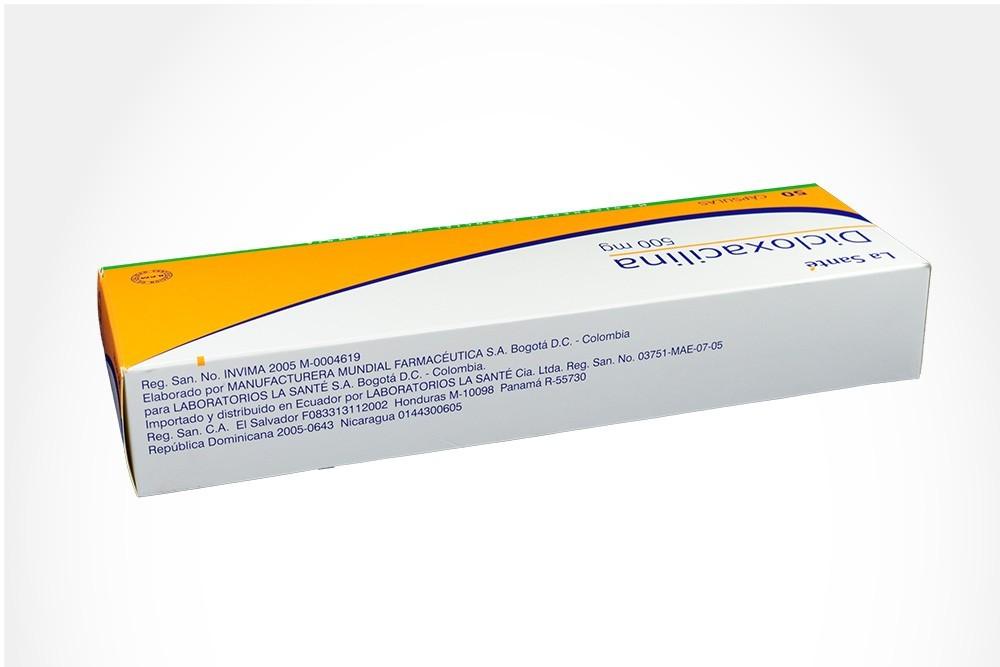 La Santé
Dicloxacilina
500 mg
50 CÁPSULAS
Reg. San. No. INVIMA 2005 M-0004619
Elaborado por MANUFACTURERA MUNDIAL FARMACÉUTICA S.A. Bogotá D.C. - Colombia
para LABORATORIOS LA SANTÉ S.A. Bogotá D.C. - Colombia.
Importado y distribuido en Ecuador por LABORATORIOS LA SANTÉ Cia. Ltda. Reg. San. No. 03751-MAE-07-05
Reg. San. C.A. El Salvador F083313112002 Honduras M-10098 Panamá R-55730
República Dominicana 2005-0643 Nicaragua 0144300605